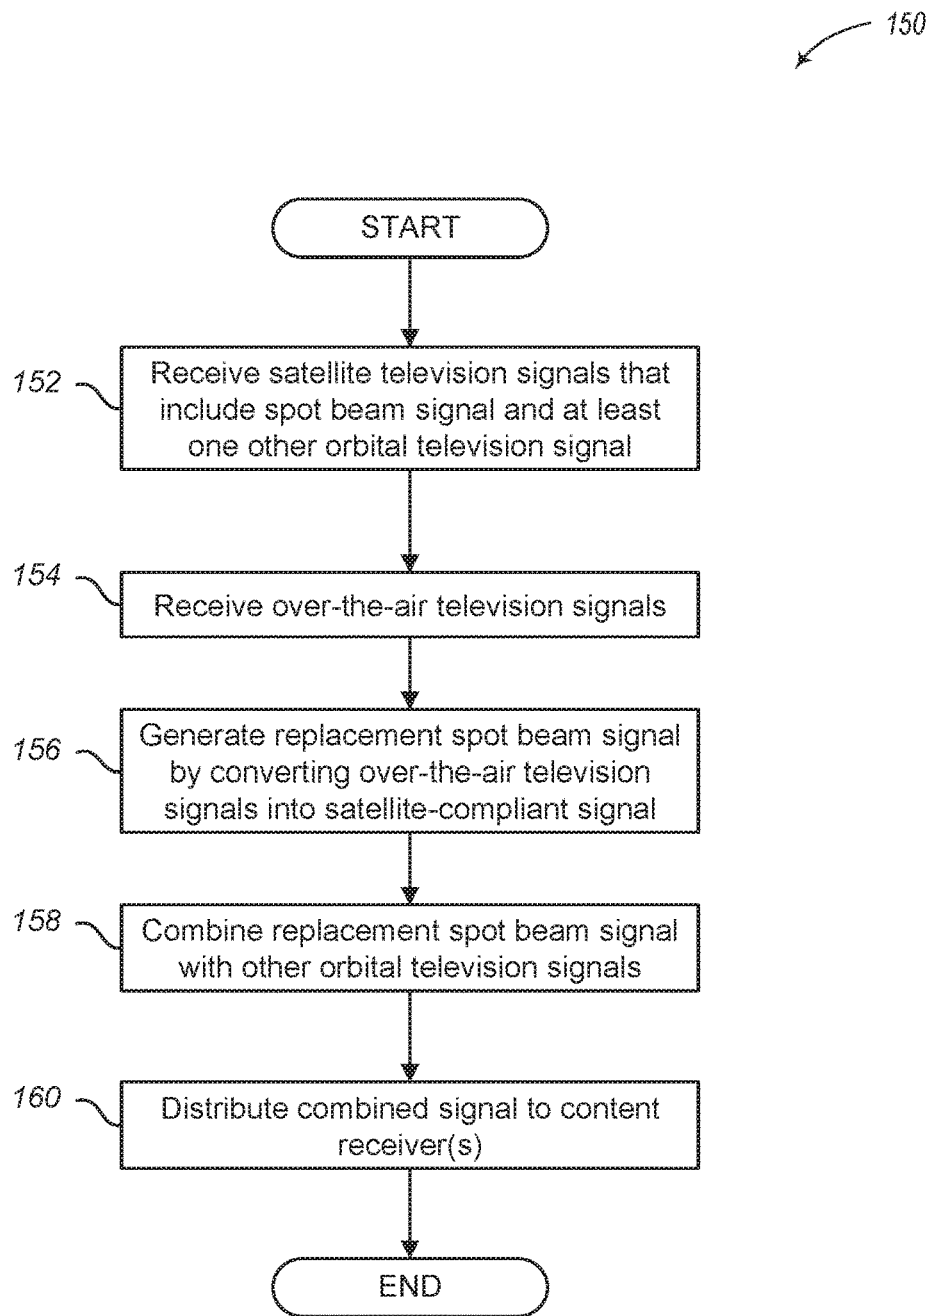 150
START
152
Receive satellite television signals that
include spot beam signal and at least
one other orbital television signal
154
Receive over-the-air television signals
156
Generate replacement spot beam signal
by converting over-the-air television
signals into satellite-compliant signal
158
Combine replacement spot beam signal
with other orbital television signals
160
Distribute combined signal to content
receiver(s)
END